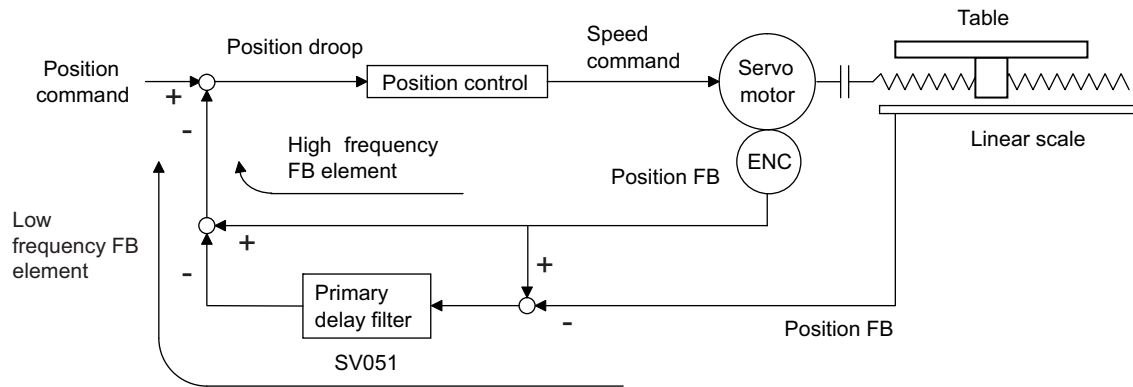 Table
Speed
command
Position droop
Position
command
Position control
Servo
motor
+
-
Linear scale
High frequency
FB element
ENC
Position FB
Low
frequency FB
element
+
+
-
Primary
delay filter
-
Position FB
SV051